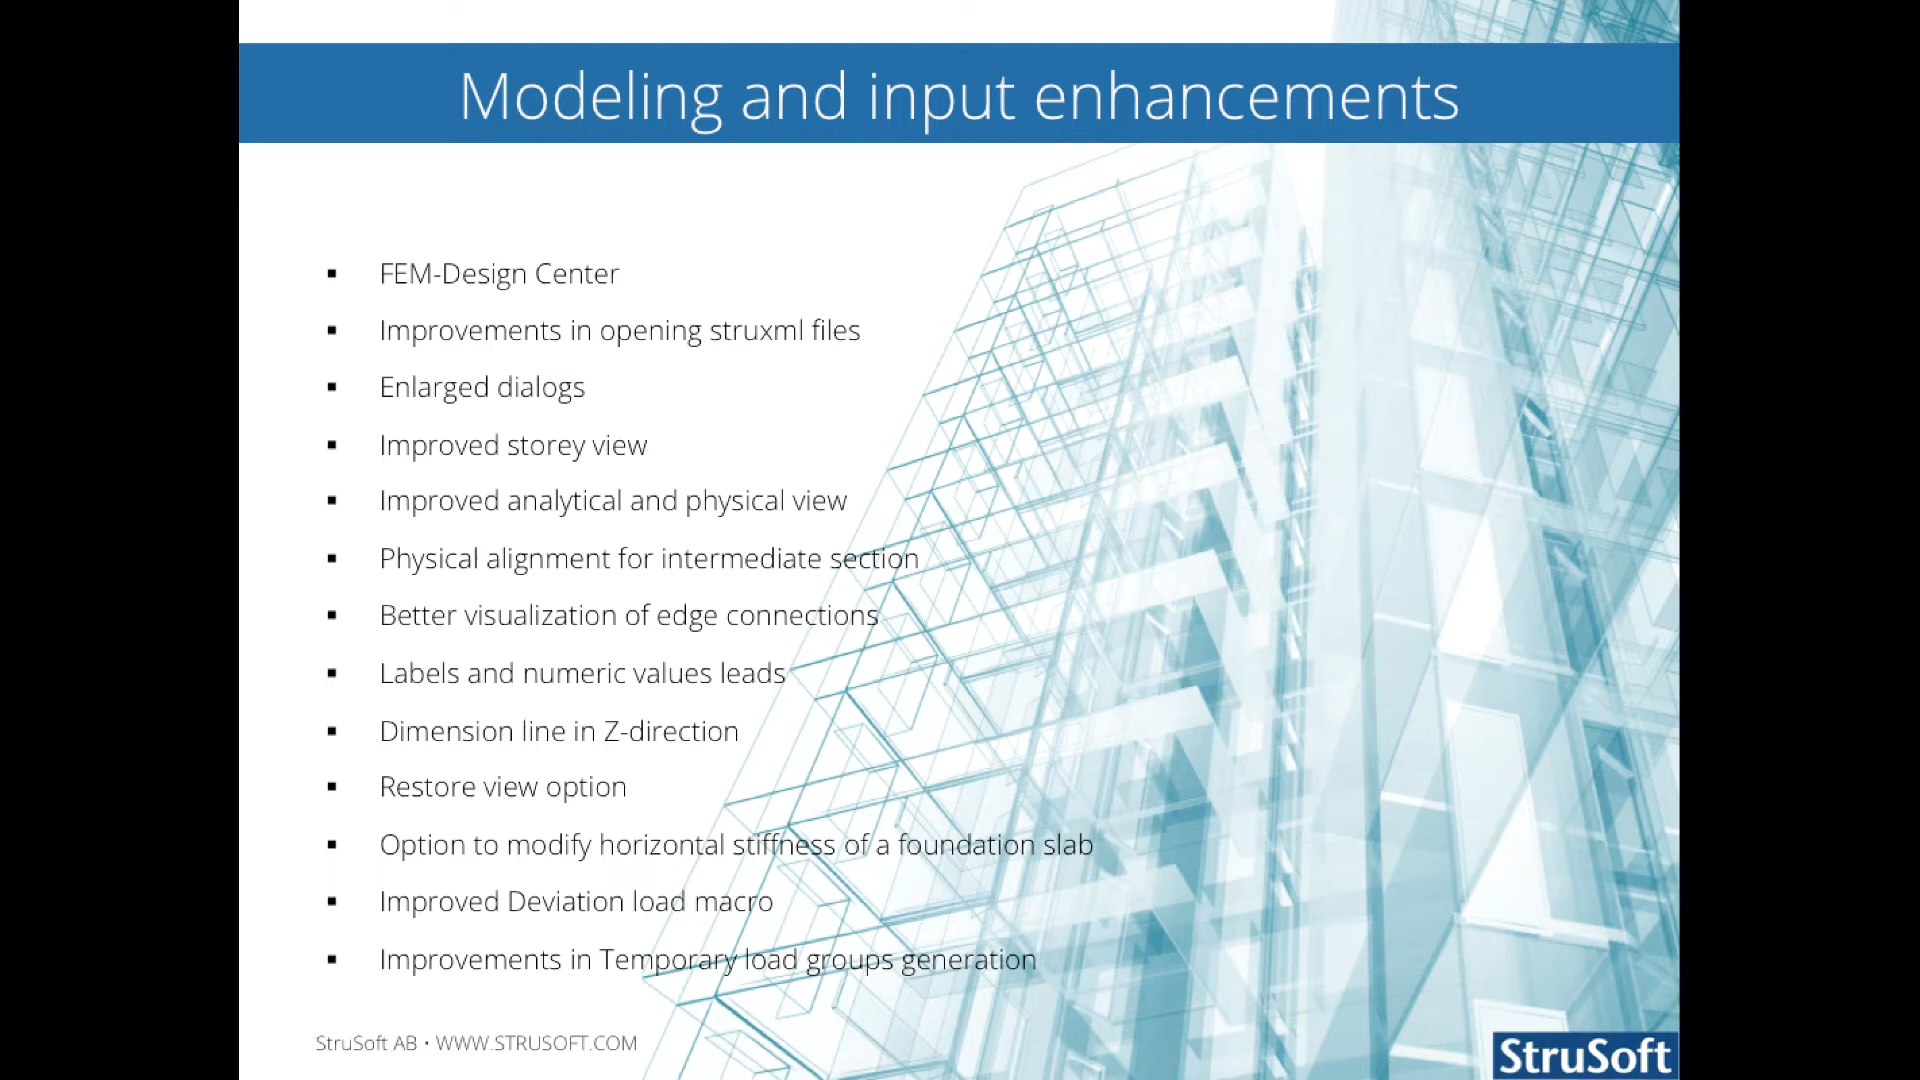 Modeling and input enhancements
▪ FEM-Design Center
▪ Improvements in opening struxml files
▪ Enlarged dialogs
▪ Improved storey view
▪ Improved analytical and physical view
▪ Physical alignment for intermediate section
▪ Better visualization of edge connections
▪ Labels and numeric values leads
▪ Dimension line in Z-direction
▪ Restore view option
▪ Option to modify horizontal stiffness of a foundation slab
▪ Improved Deviation load macro
▪ Improvements in Temporary load groups generation
StruSoft AB • WWW.STRUSOFT.COM
StruSoft